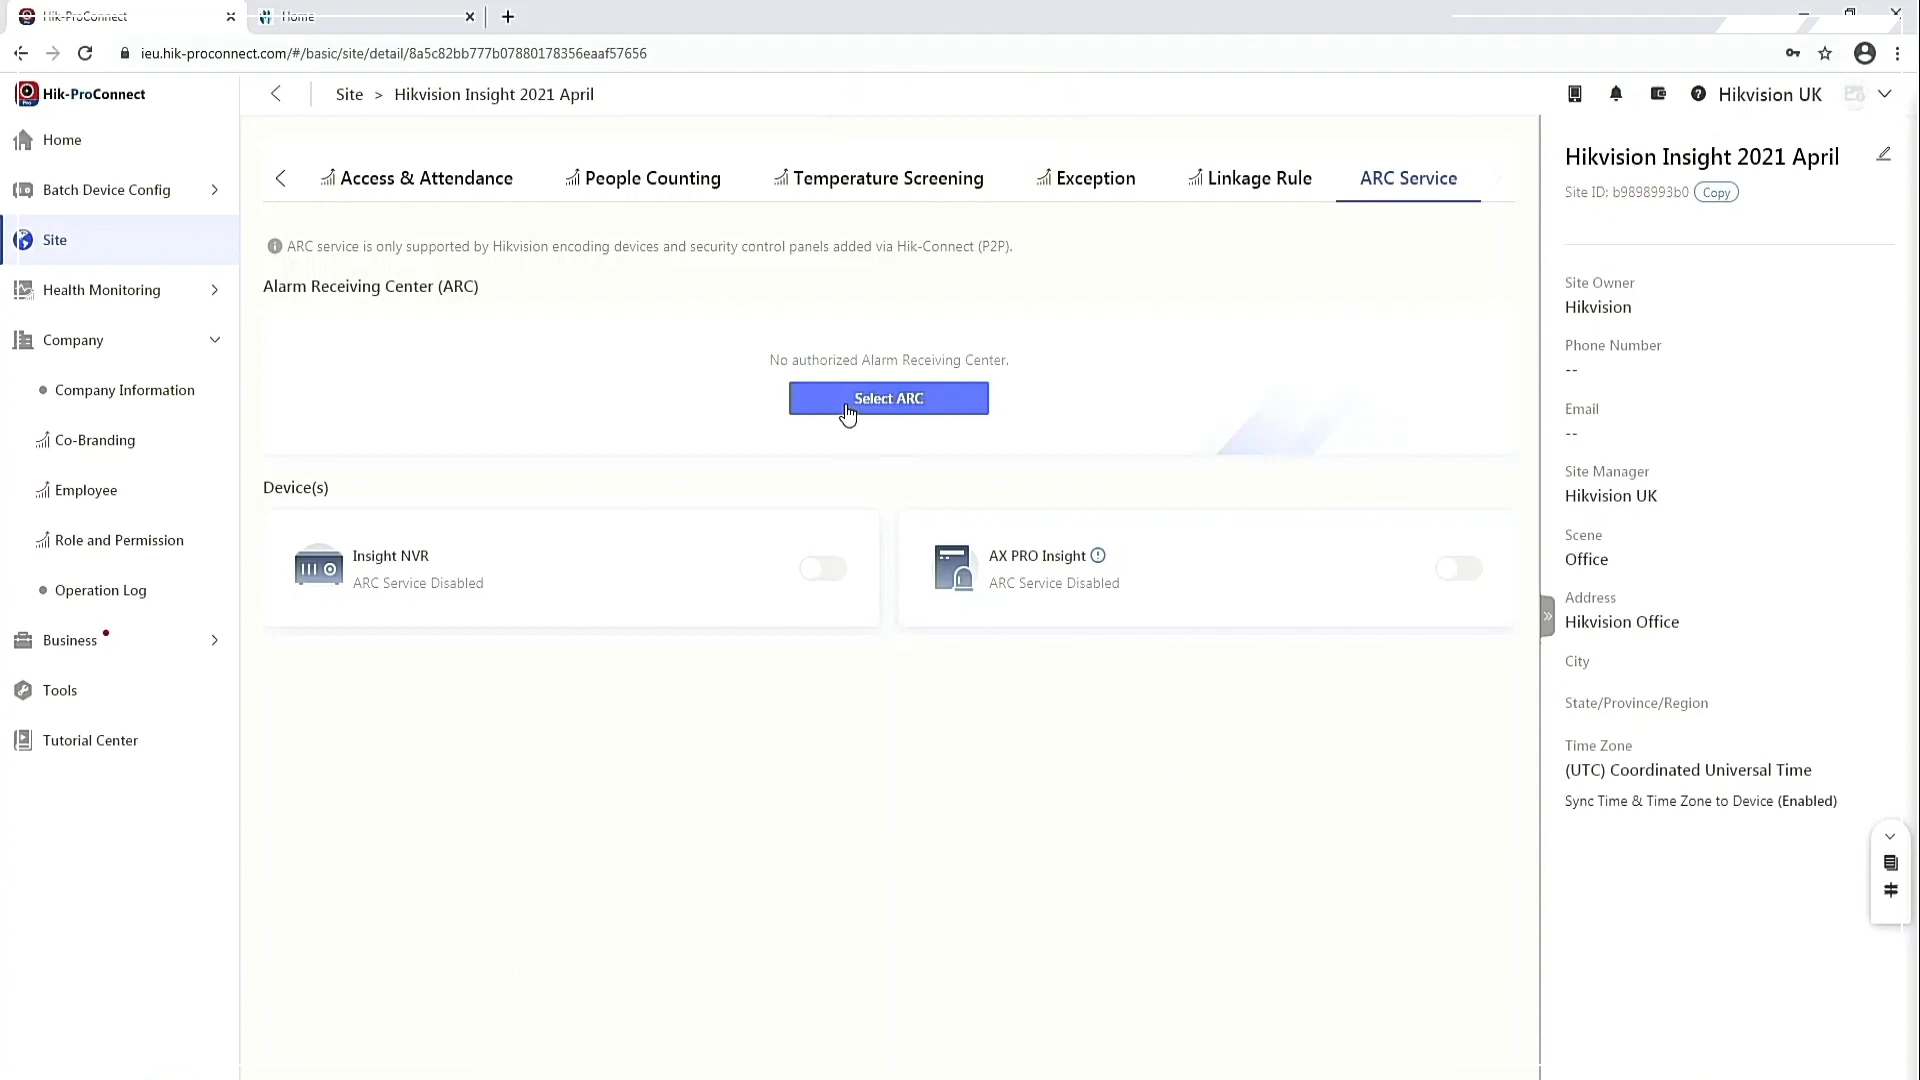 Hik-ProConnect
Home
ieu.hik-proconnect.com/#/basic/site/detail/8a5c82bb777b07880178356eaaf57656
Hik-ProConnect
Site > Hikvision Insight 2021 April
Hikvision UK
Home
Batch Device Config
Site
Health Monitoring
Company
Company Information
Co-Branding
Employee
Role and Permission
Operation Log
Business
Tools
Tutorial Center
Access & Attendance
People Counting
Temperature Screening
Exception
Linkage Rule
ARC Service
ARC service is only supported by Hikvision encoding devices and security control panels added via Hik-Connect (P2P).
Alarm Receiving Center (ARC)
No authorized Alarm Receiving Center.
Select ARC
Device(s)
Insight NVR
ARC Service Disabled
AX PRO Insight
ARC Service Disabled
Hikvision Insight 2021 April
Site ID: b9898993b0 Copy
Site Owner
Hikvision
Phone Number
--
Email
--
Site Manager
Hikvision UK
Scene
Office
Address
Hikvision Office
City
State/Province/Region
Time Zone
(UTC) Coordinated Universal Time
Sync Time & Time Zone to Device (Enabled)